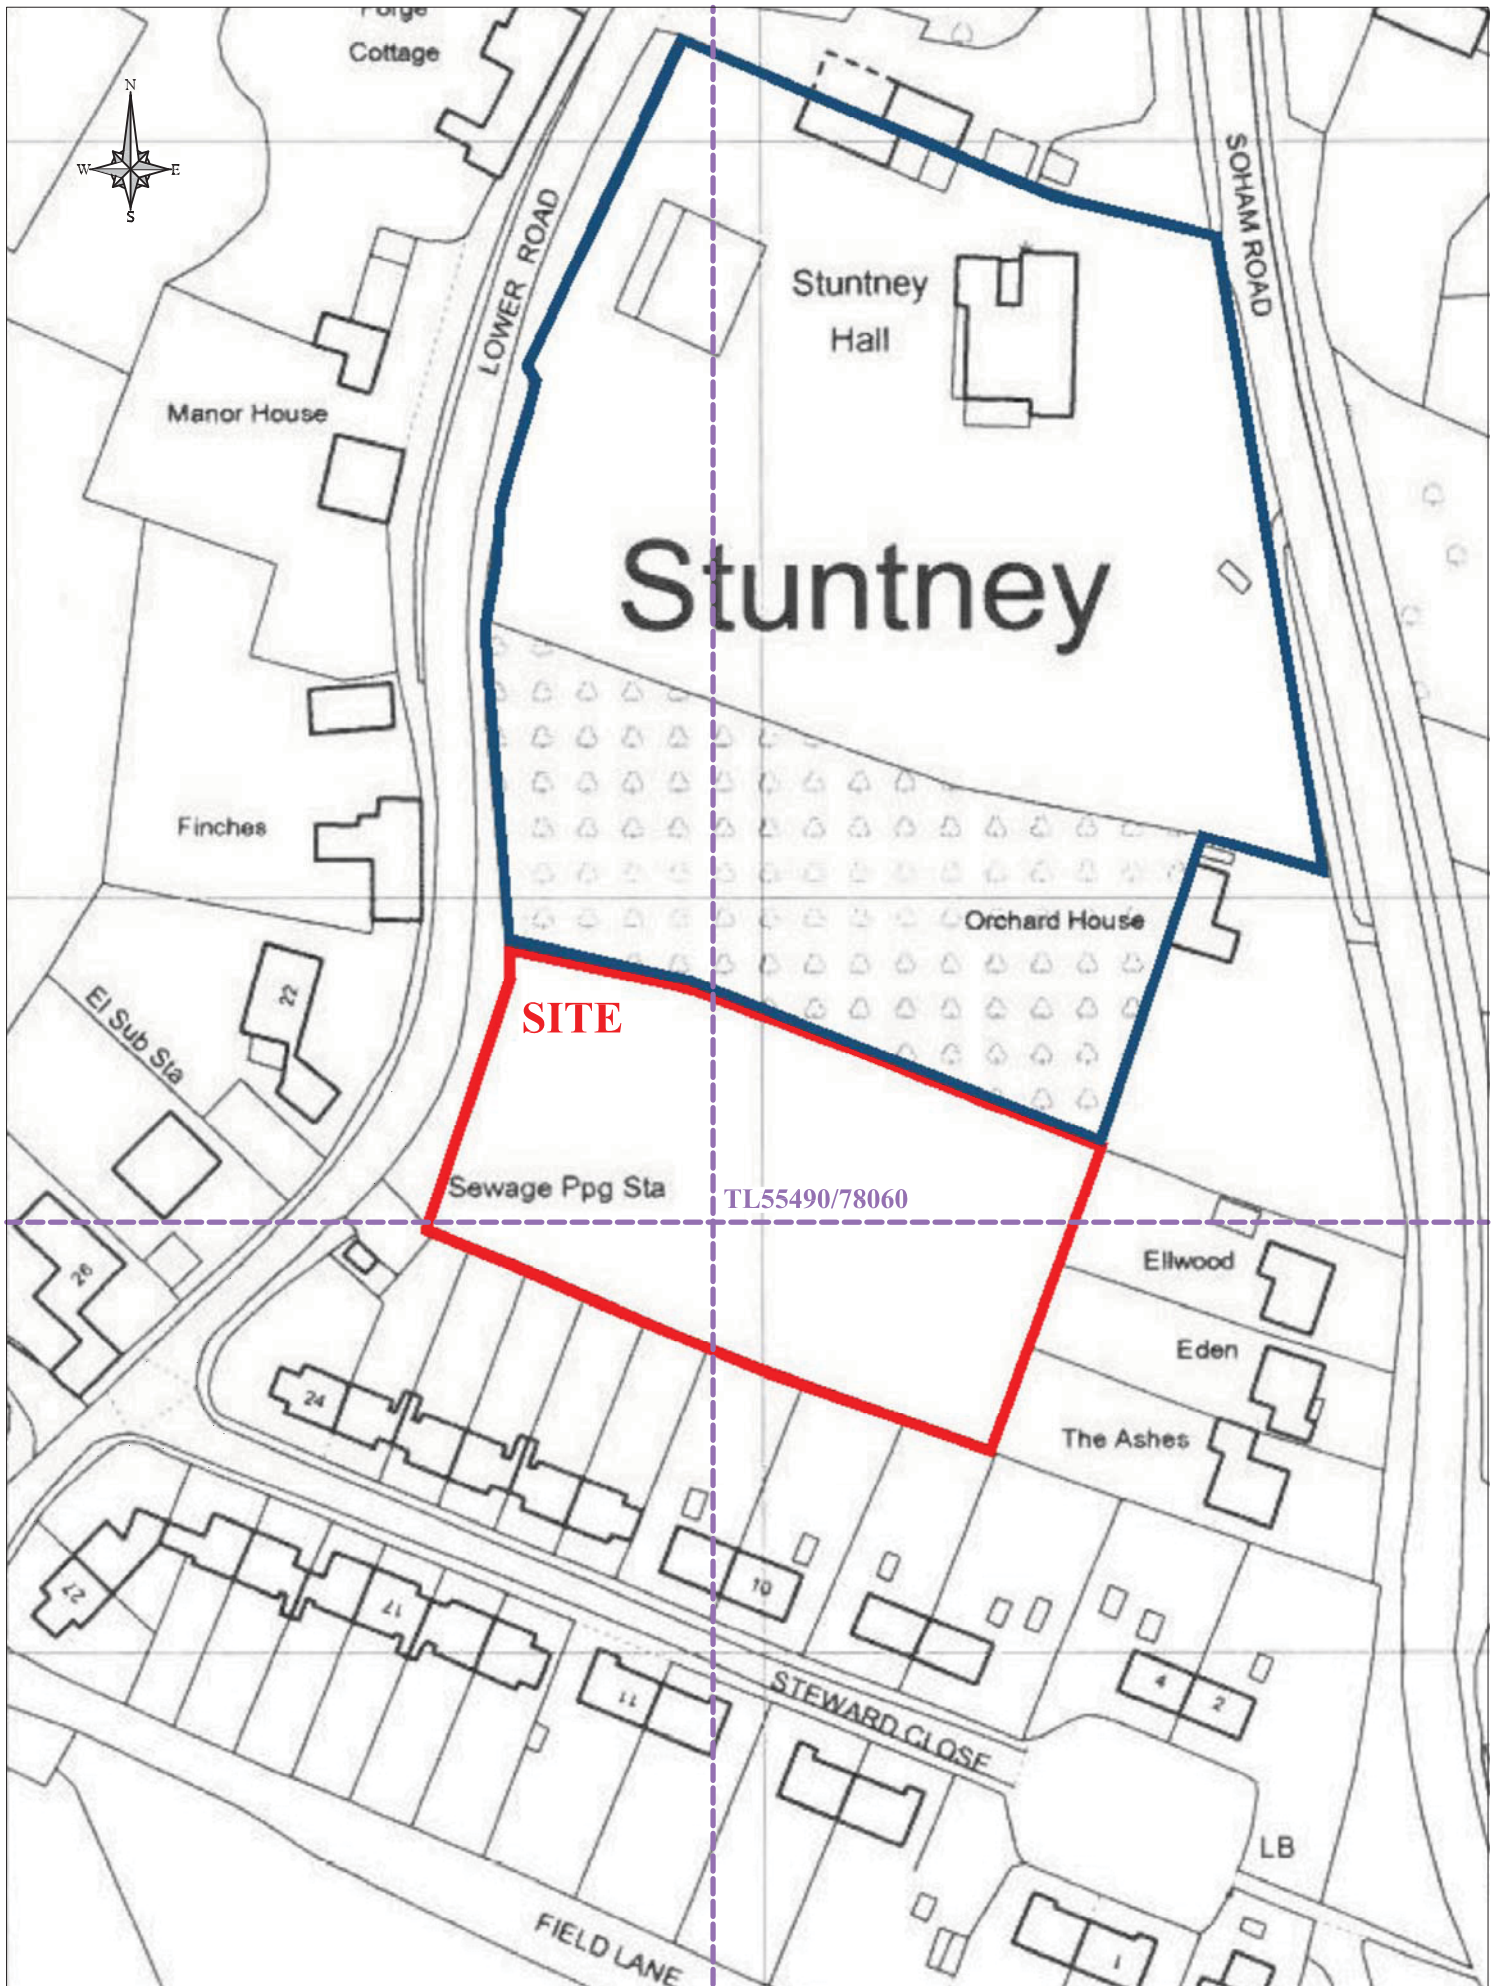 Forge
Cottage
N
W
E
S
SOHAM ROAD
LOWER ROAD
Stuntney
Hall
Manor House
Stuntney
Finches
Orchard House
22
El Sub Sta
SITE
Sewage Ppg Sta
TL55490/78060
26
Ellwood
Eden
The Ashes
24
10
27
17
11
4
2
STEWARD CLOSE
LB
FIELD LANE
1